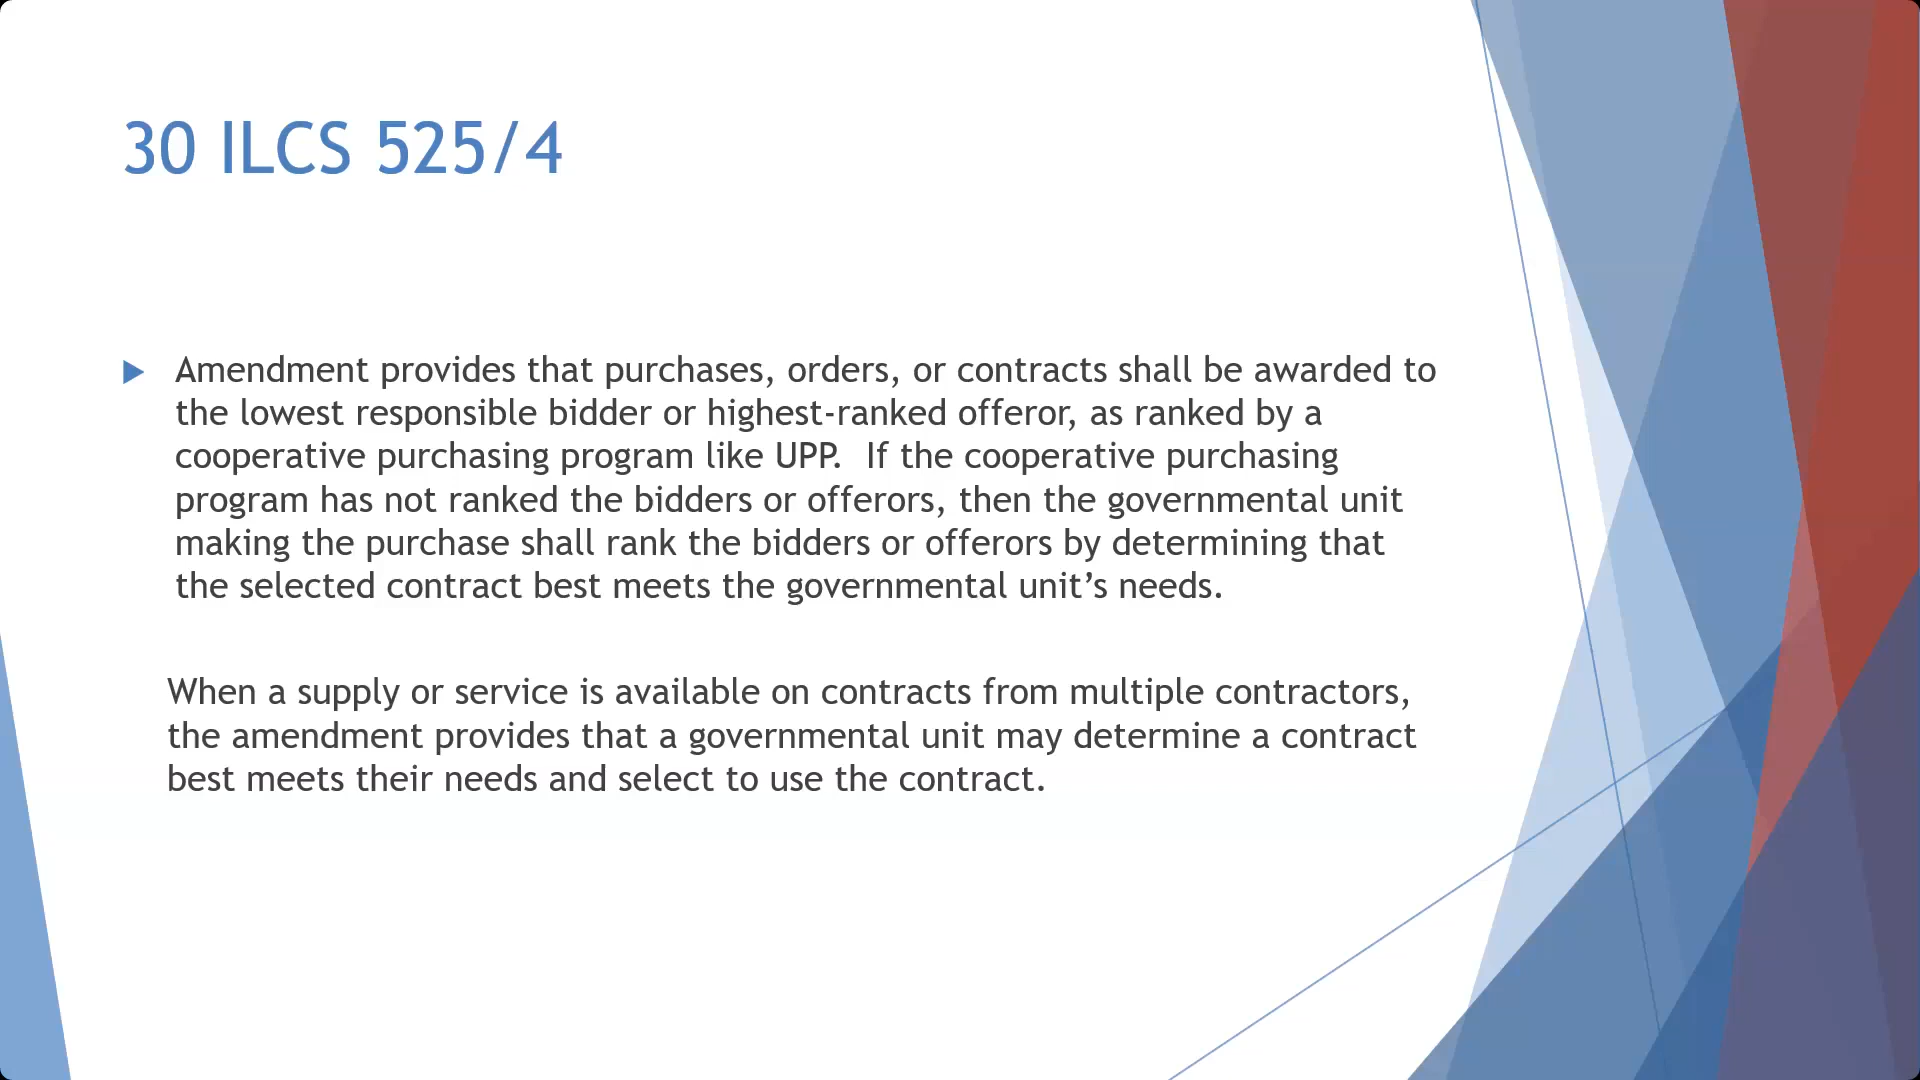 30 ILCS 525/4
Amendment provides that purchases, orders, or contracts shall be awarded to
the lowest responsible bidder or highest-ranked offeror, as ranked by a
cooperative purchasing program like UPP.  If the cooperative purchasing
program has not ranked the bidders or offerors, then the governmental unit
making the purchase shall rank the bidders or offerors by determining that
the selected contract best meets the governmental unit’s needs.
When a supply or service is available on contracts from multiple contractors,
the amendment provides that a governmental unit may determine a contract
best meets their needs and select to use the contract.